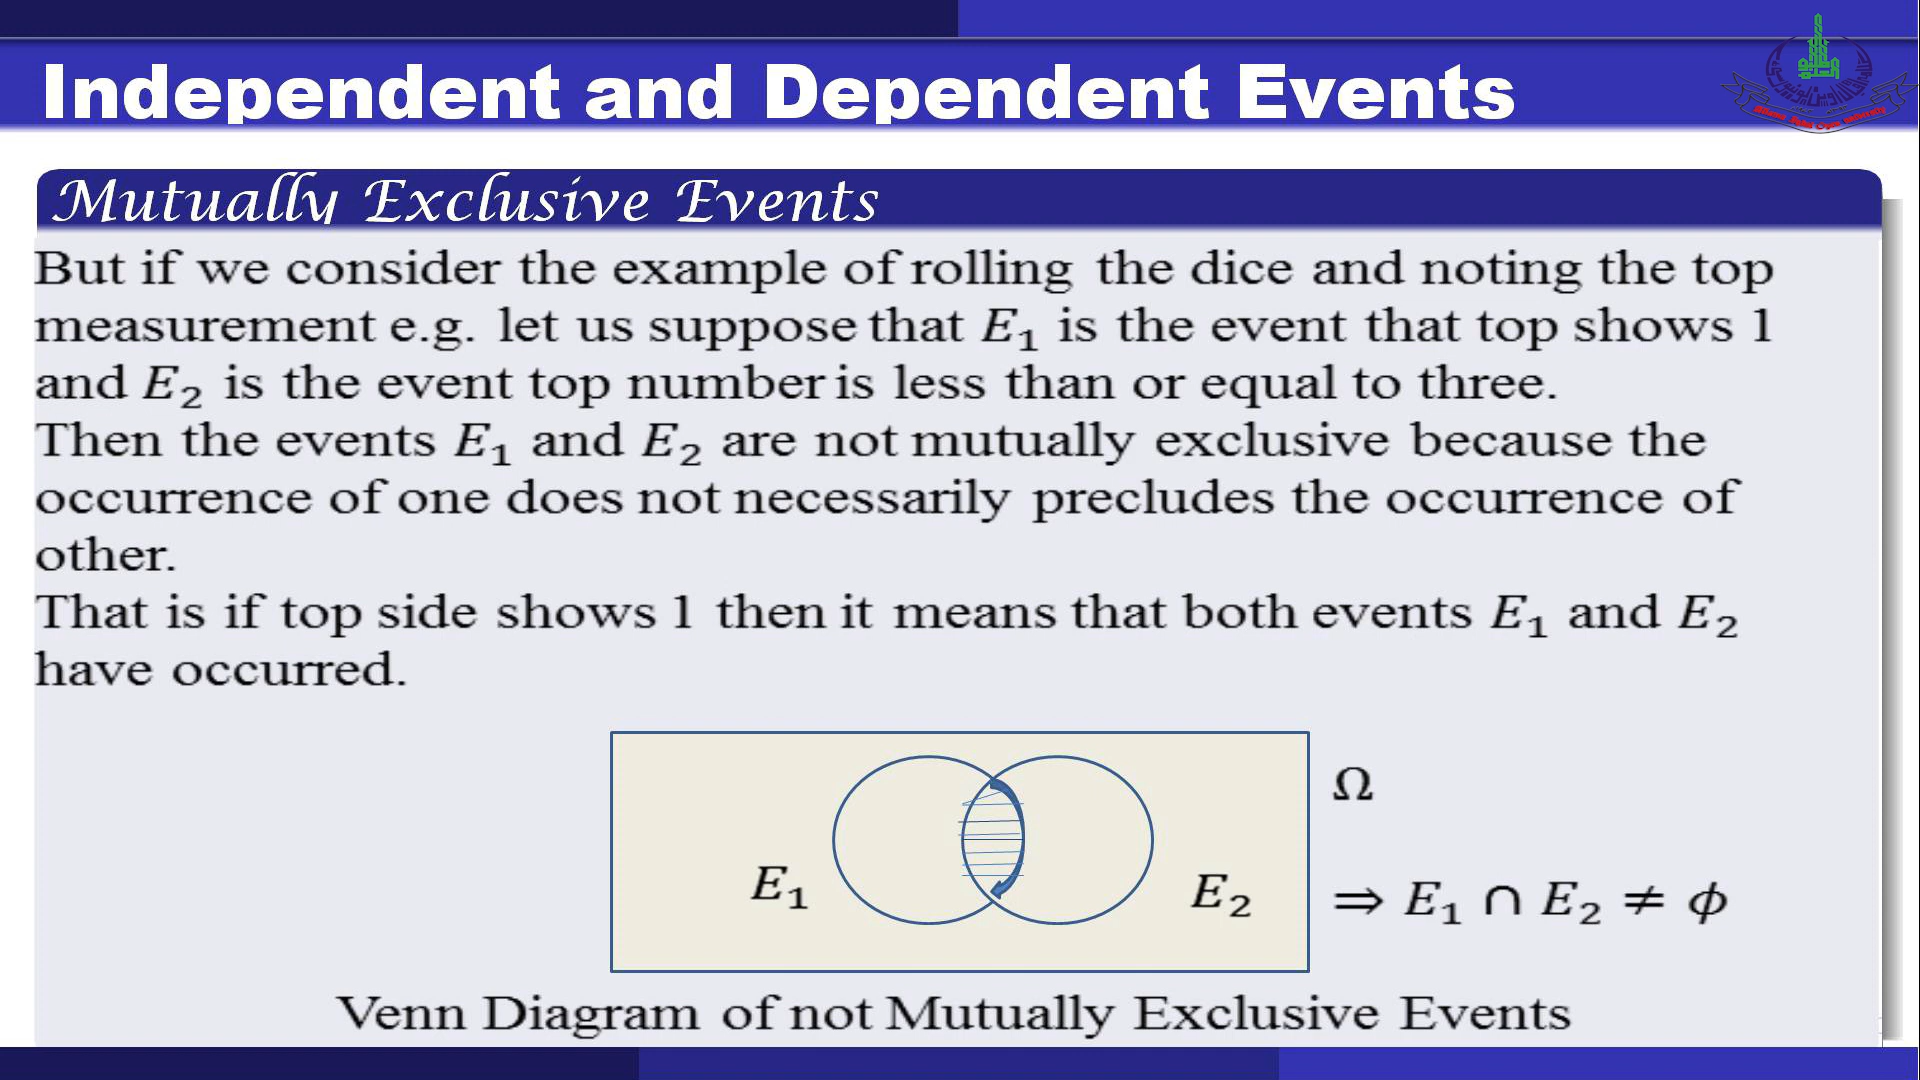 Independent and Dependent Events
Mutually Exclusive Events
But if we consider the example of rolling the dice and noting the top
measurement e.g. let us suppose that E₁ is the event that top shows 1
and E₂ is the event top number is less than or equal to three.
Then the events E₁ and E₂ are not mutually exclusive because the
occurrence of one does not necessarily precludes the occurrence of
other.
That is if top side shows 1 then it means that both events E₁ and E₂
have occurred.
Ω
E₁
E₂
⇒ E₁ ∩ E₂ ≠ ϕ
Venn Diagram of not Mutually Exclusive Events